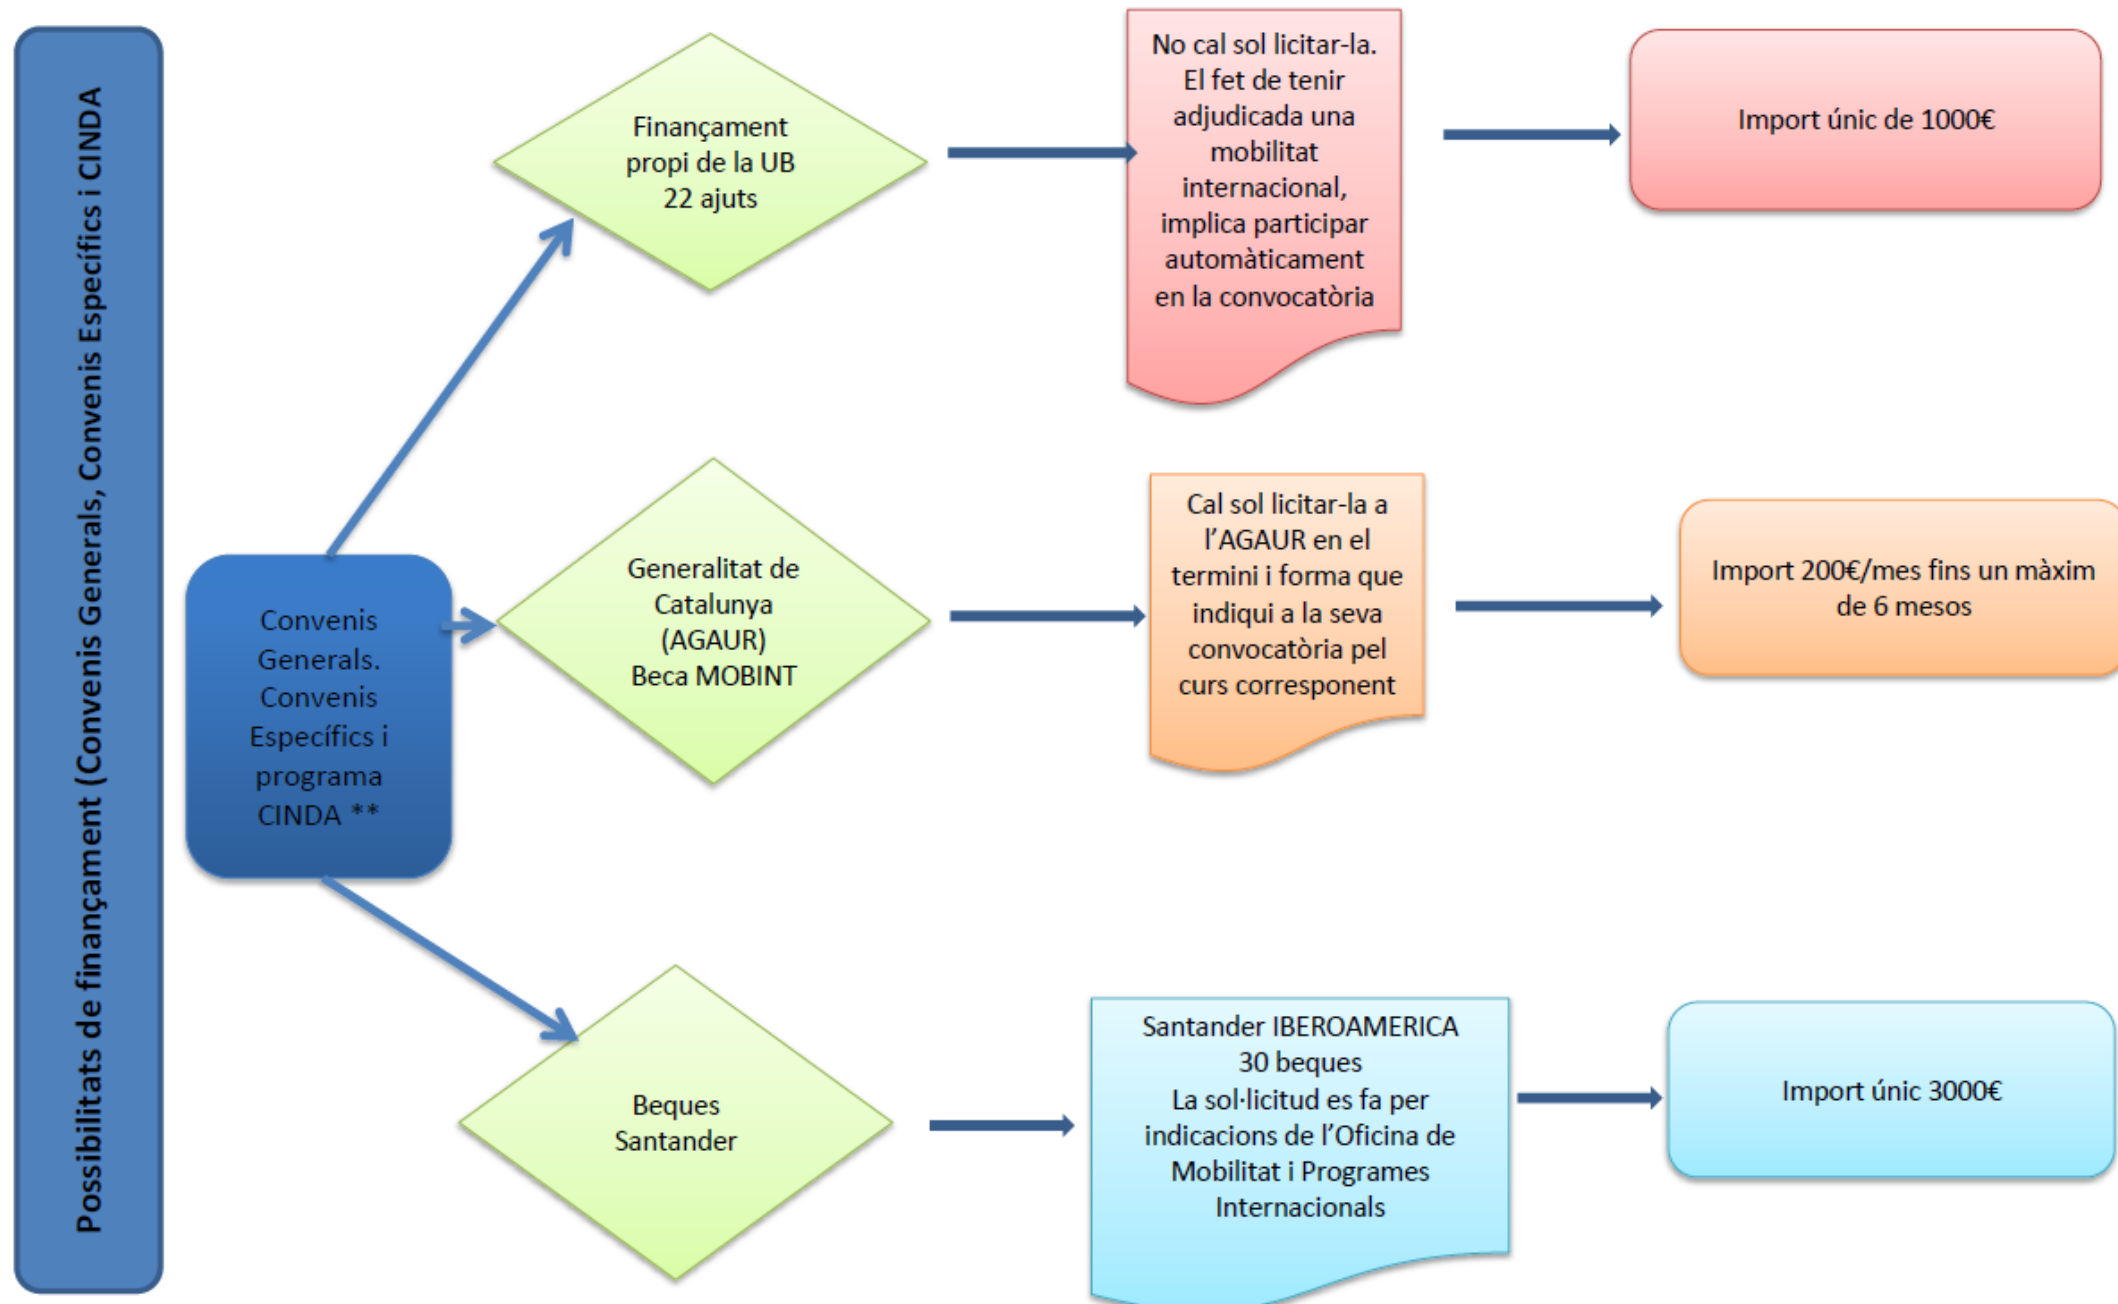 Possibilitats de finançament (Convenis Generals, Convenis Específics i CINDA
Convenis
Generals.
Convenis
Específics i
programa
CINDA **
Finançament
propi de la UB
22 ajuts
No cal sol licitar-la.
El fet de tenir
adjudicada una
mobilitat
internacional,
implica participar
automàticament
en la convocatòria
Import únic de 1000€
Generalitat de
Catalunya
(AGAUR)
Beca MOBINT
Cal sol licitar-la a
l’AGAUR en el
termini i forma que
indiqui a la seva
convocatòria pel
curs corresponent
Import 200€/mes fins un màxim
de 6 mesos
Beques
Santander
Santander IBEROAMERICA
30 beques
La sol·licitud es fa per
indicacions de l’Oficina de
Mobilitat i Programes
Internacionals
Import únic 3000€